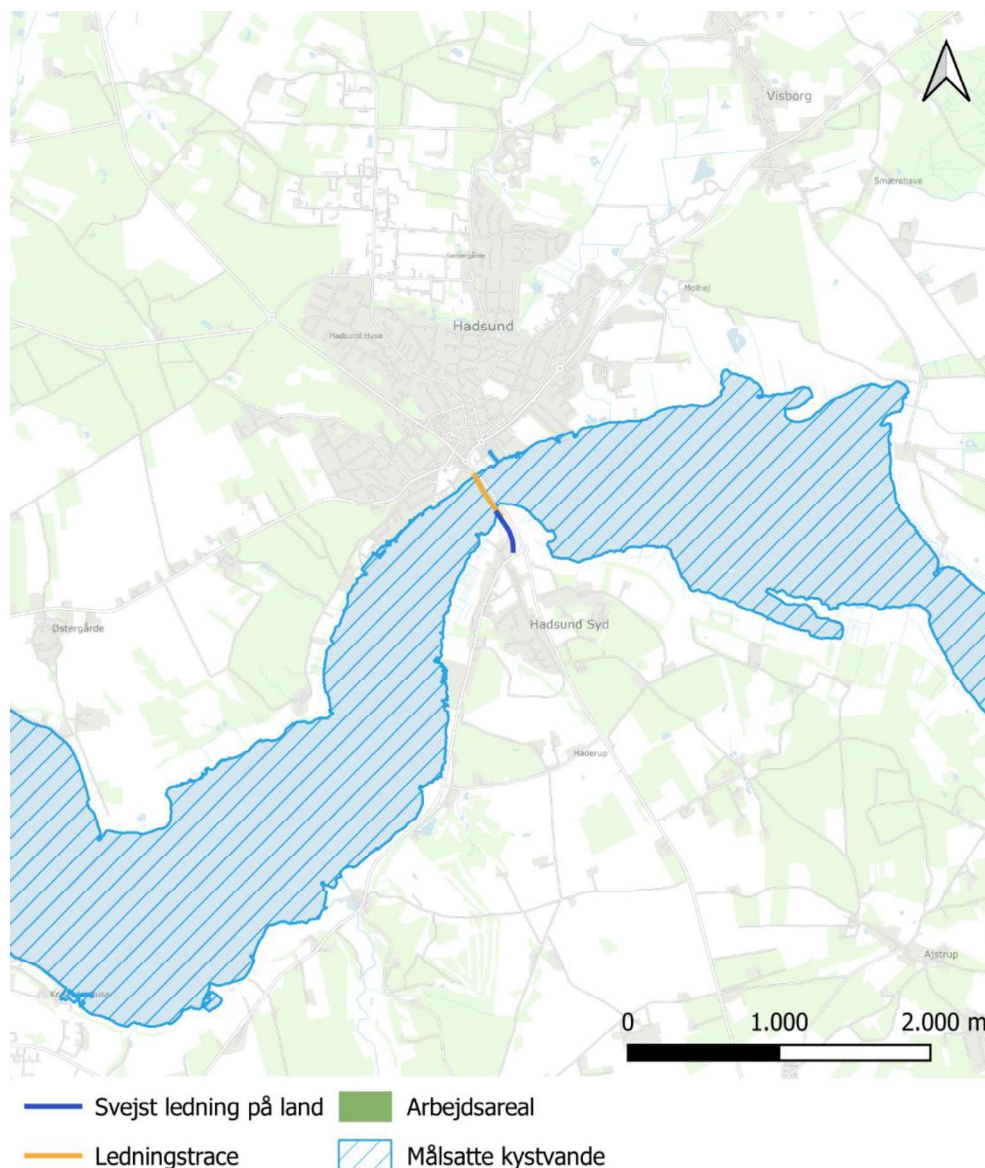 Visborg
Smærehave
Søndergårde
Molhøj
Hadsund
Hadsund Huse
Østergårde
Hadsund Syd
Haderup
Ajstrup
0 1.000 2.000 m
Svejst ledning på land Arbejdsareal
Ledningstrace Målsatte kystvande